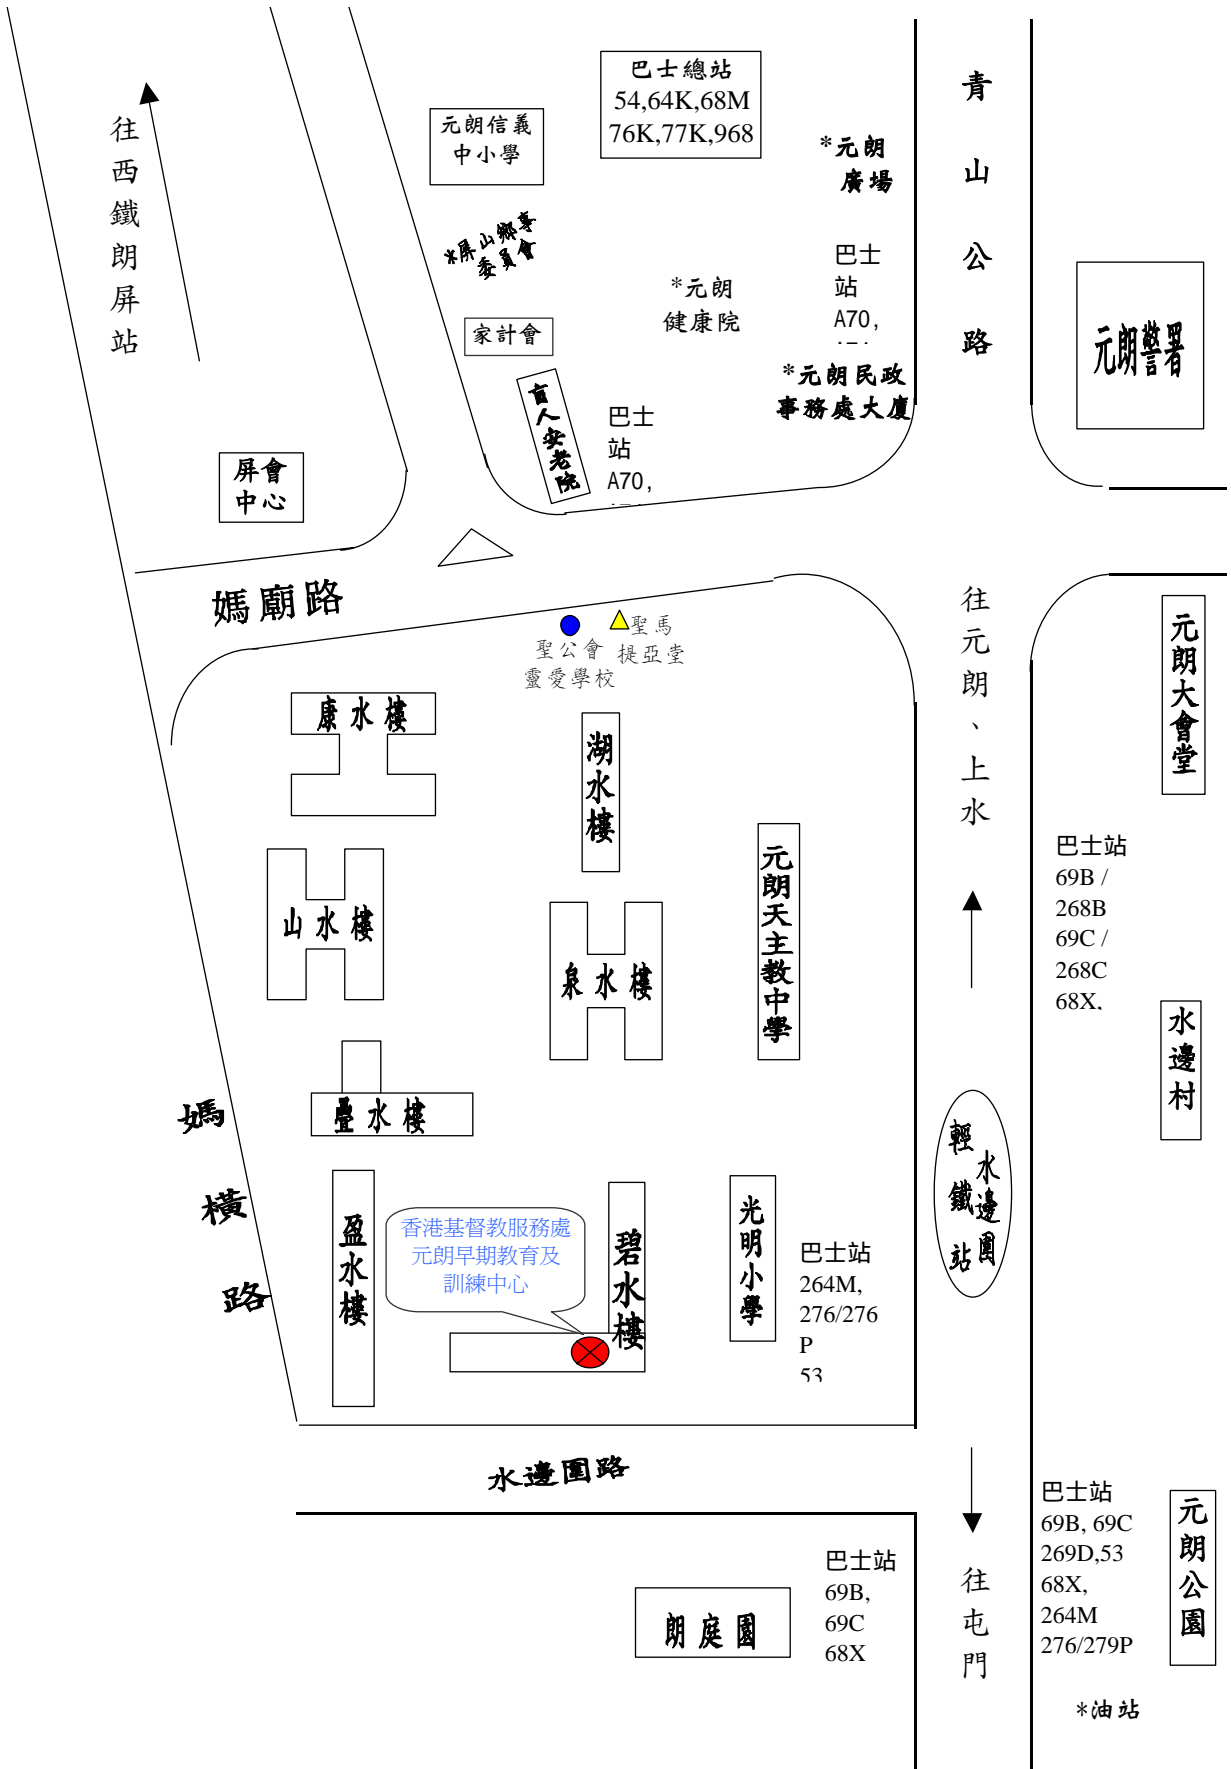 巴士總站
54,64K,68M
76K,77K,968
青山公路
往西鐵朗屏站
元朗信義
中小學
*元朗
廣場
*屏山鄉事
委員會
巴士
站
A70,
*元朗
健康院
家計會
元朗警署
*元朗民政
事務處大廈
盲人安老院
巴士
站
A70,
屏會
中心
媽廟路
聖公會
靈愛學校
聖馬
提亞堂
往元朗、上水
元朗大會堂
康水樓
湖水樓
元朗天主教中學
巴士站
69B /
268B
69C /
268C
68X,
山水樓
泉水樓
水邊村
疊水樓
媽橫路
輕鐵站
水邊圍
盈水樓
香港基督教服務處
元朗早期教育及
訓練中心
碧水樓
光明小學
巴士站
264M,
276/276
P
53
水邊圍路
往屯門
巴士站
69B, 69C
269D,53
68X,
264M
276/279P
元朗公園
朗庭園
巴士站
69B,
69C
68X
*油站